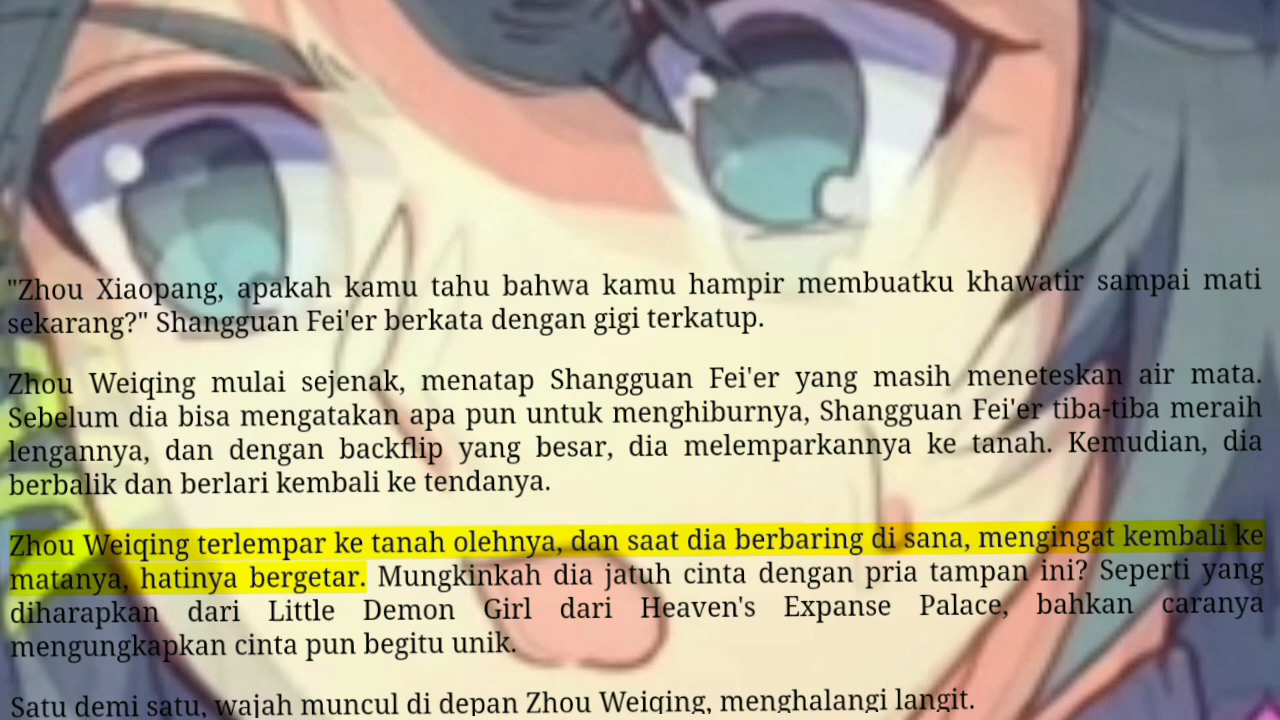 "Zhou Xiaopang, apakah kamu tahu bahwa kamu hampir membuatku khawatir sampai mati
sekarang?" Shangguan Fei'er berkata dengan gigi terkatup.
Zhou Weiqing mulai sejenak, menatap Shangguan Fei'er yang masih meneteskan air mata.
Sebelum dia bisa mengatakan apa pun untuk menghiburnya, Shangguan Fei'er tiba-tiba meraih
lengannya, dan dengan backflip yang besar, dia melemparkannya ke tanah. Kemudian, dia
berbalik dan berlari kembali ke tendanya.
Zhou Weiqing terlempar ke tanah olehnya, dan saat dia berbaring di sana, mengingat kembali ke
matanya, hatinya bergetar. Mungkinkah dia jatuh cinta dengan pria tampan ini? Seperti yang
diharapkan dari Little Demon Girl dari Heaven's Expanse Palace, bahkan caranya
mengungkapkan cinta pun begitu unik.
Satu demi satu, wajah muncul di depan Zhou Weiqing, menghalangi langit.